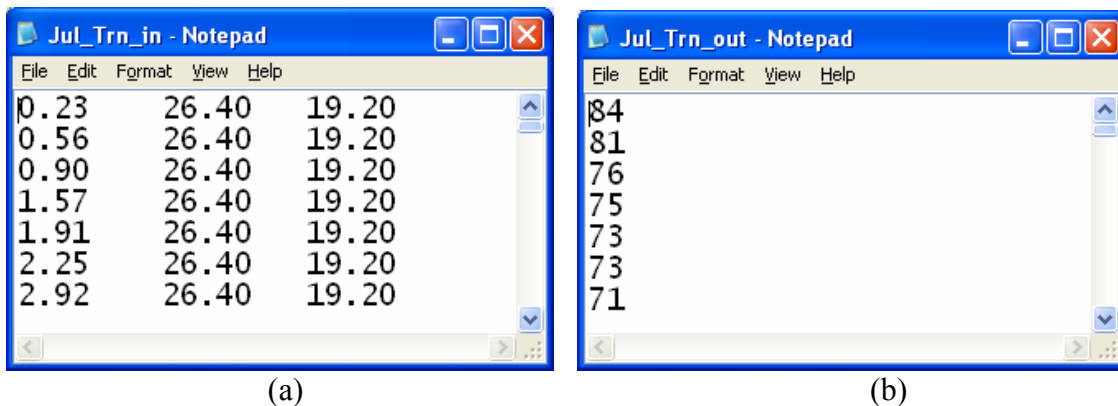 Jul_Trn_in - Notepad
File Edit Format View Help
0.23 26.40 19.20
0.56 26.40 19.20
0.90 26.40 19.20
1.57 26.40 19.20
1.91 26.40 19.20
2.25 26.40 19.20
2.92 26.40 19.20
(a)
Jul_Trn_out - Notepad
File Edit Format View Help
84
81
76
75
73
73
71
(b)